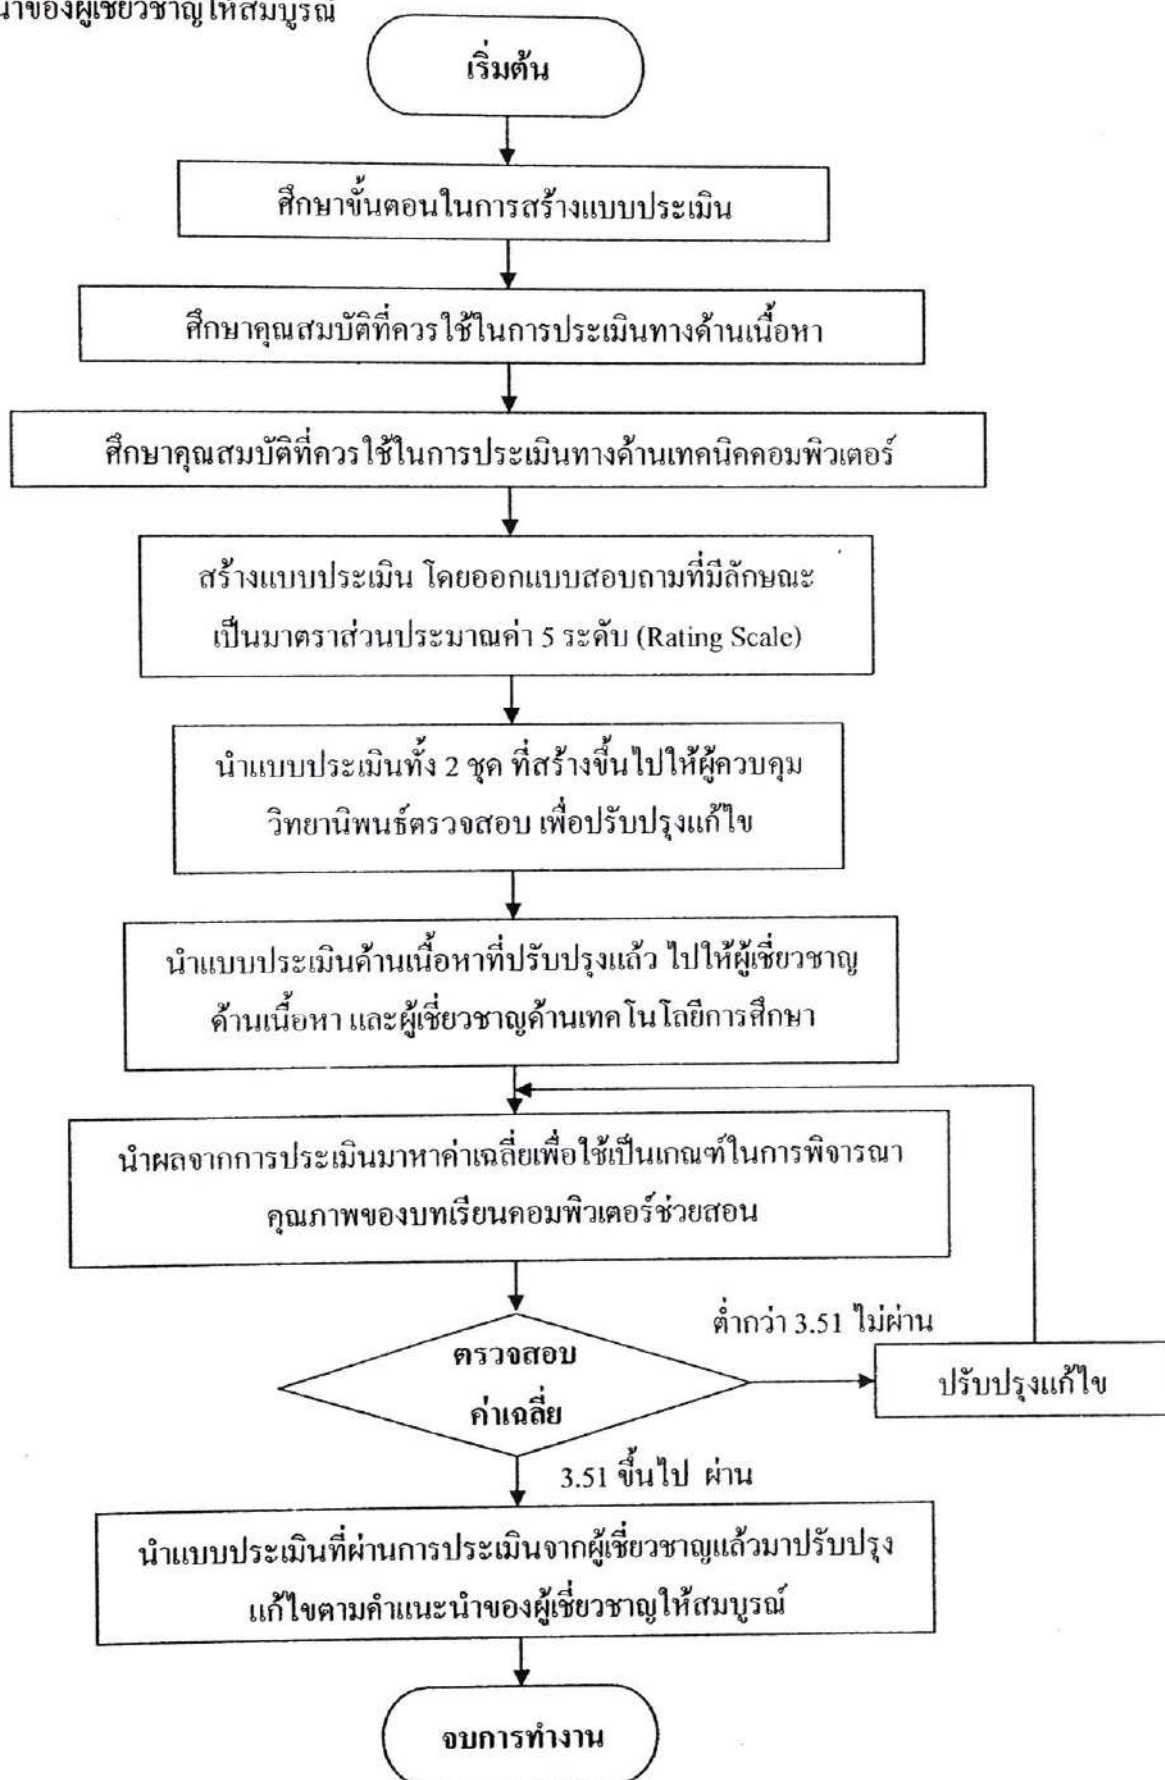 นำของผู้เชี่ยวชาญให้สมบูรณ์
เริ่มต้น
ศึกษาขั้นตอนในการสร้างแบบประเมิน
ศึกษาคุณสมบัติที่ควรใช้ในการประเมินทางด้านเนื้อหา
ศึกษาคุณสมบัติที่ควรใช้ในการประเมินทางด้านเทคนิคคอมพิวเตอร์
สร้างแบบประเมิน โดยออกแบบสอบถามที่มีลักษณะ
เป็นมาตราส่วนประมาณค่า 5 ระดับ (Rating Scale)
นำแบบประเมินทั้ง 2 ชุด ที่สร้างขึ้นไปให้ผู้ควบคุม
วิทยานิพนธ์ตรวจสอบ เพื่อปรับปรุงแก้ไข
นำแบบประเมินด้านเนื้อหาที่ปรับปรุงแล้ว ไปให้ผู้เชี่ยวชาญ
ด้านเนื้อหา และผู้เชี่ยวชาญด้านเทคโนโลยีการศึกษา
นำผลจากการประเมินมาหาค่าเฉลี่ยเพื่อใช้เป็นเกณฑ์ในการพิจารณา
คุณภาพของบทเรียนคอมพิวเตอร์ช่วยสอน
ต่ำกว่า 3.51 ไม่ผ่าน
ตรวจสอบ
ค่าเฉลี่ย
ปรับปรุงแก้ไข
3.51 ขึ้นไป ผ่าน
นำแบบประเมินที่ผ่านการประเมินจากผู้เชี่ยวชาญแล้วมาปรับปรุง
แก้ไขตามคำแนะนำของผู้เชี่ยวชาญให้สมบูรณ์
จบการทำงาน